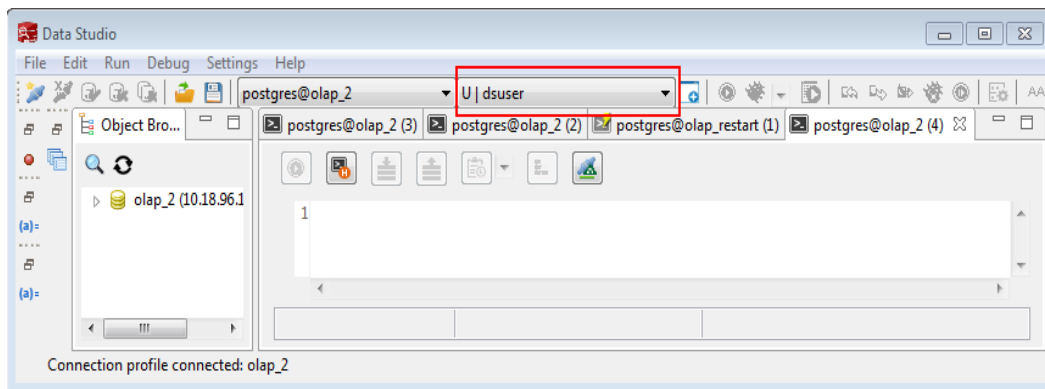 Data Studio
File Edit Run Debug Settings Help
postgres@olap_2 U | dsuser
Object Bro... postgres@olap_2 (3) postgres@olap_2 (2) postgres@olap_restart (1) postgres@olap_2 (4)
olap_2 (10.18.96.1
1
(a)=
(a)=
Connection profile connected: olap_2